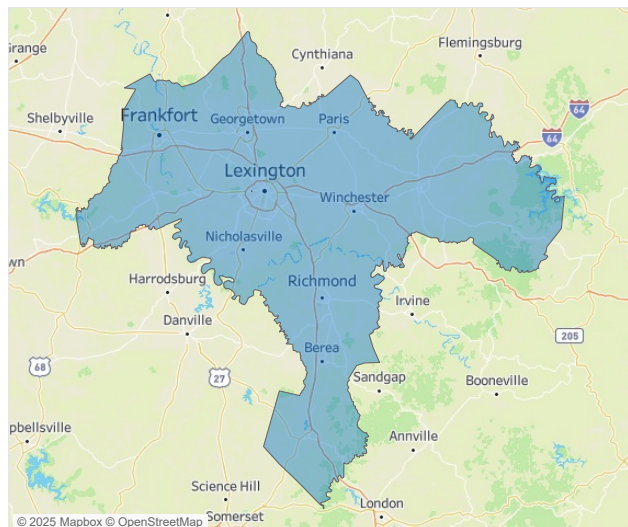 Grange
Cynthiana
Flemingsburg
64
Shelbyville
Frankfort
Georgetown
Paris
64
Lexington
Winchester
Nicholasville
wn
Harrodsburg
Richmond
Irvine
Danville
205
Berea
68
27
Sandgap
Booneville
pbellsville
Annville
Science Hill
London
Somerset
© 2025 Mapbox © OpenStreetMap